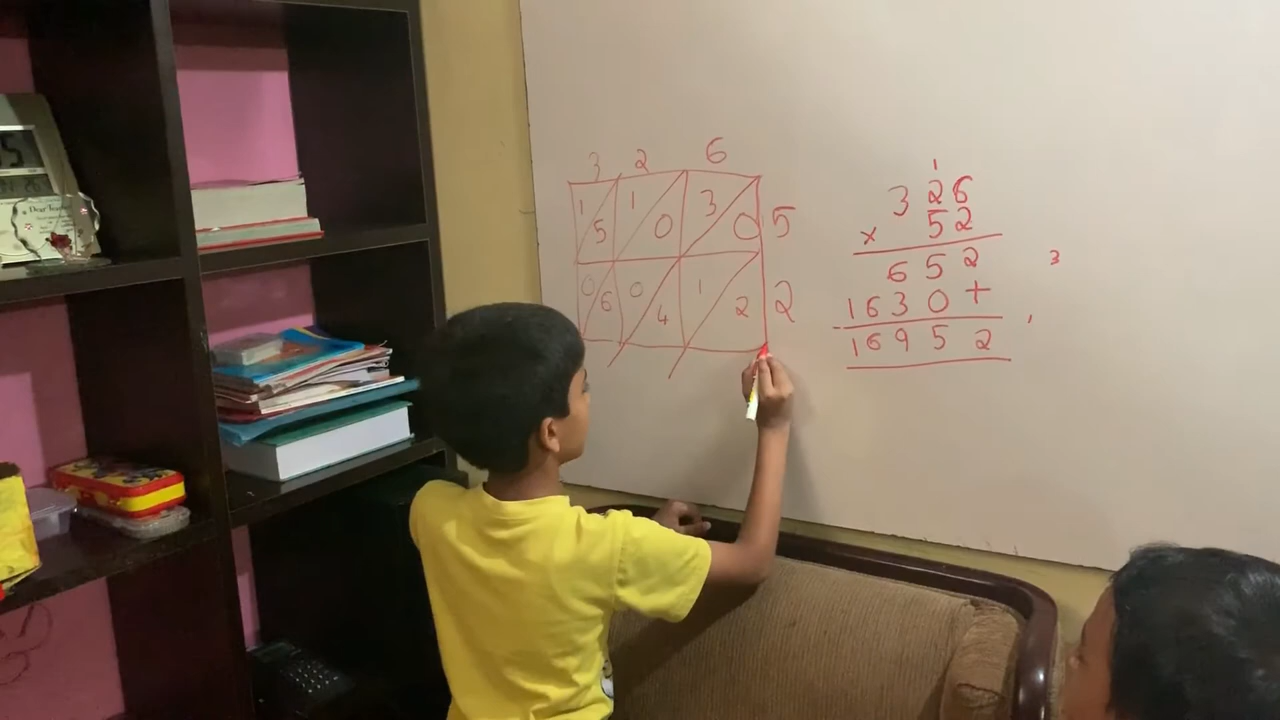 3 2 6
1 5 1 0 3 0 5
0 6 0 4 1 2 2
1
3 2 6
× 5 2
6 5 2
1 6 3 0 +
1 6 9 5 2
3